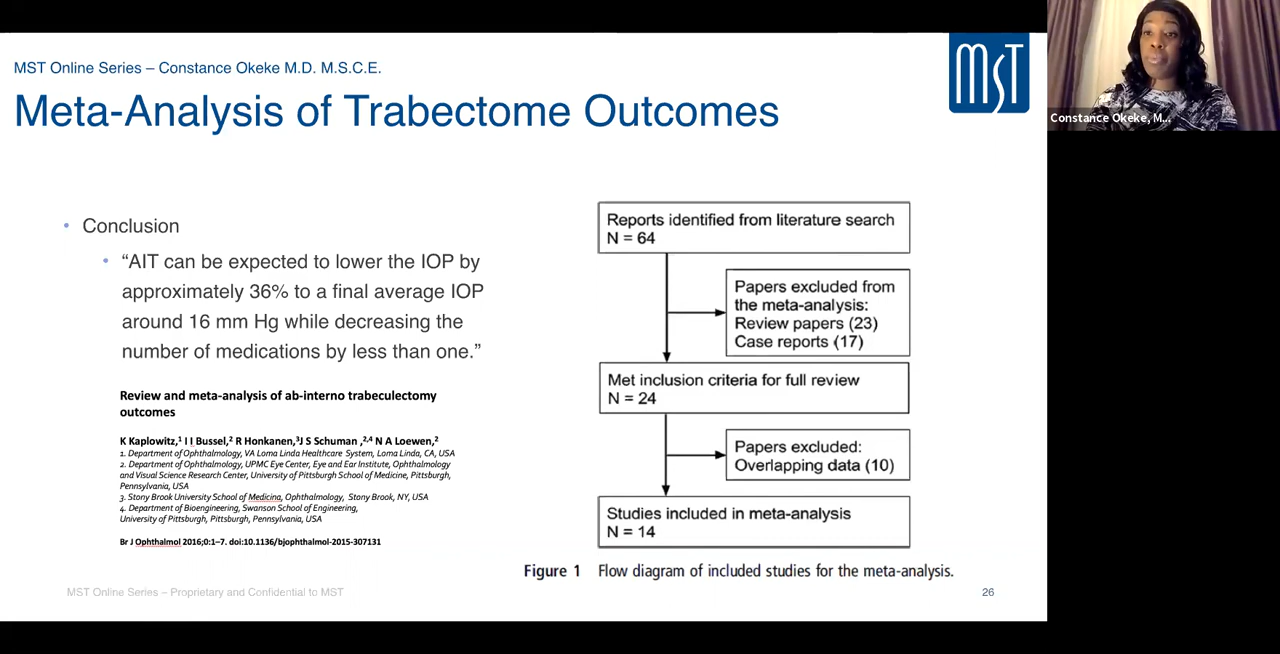 MST Online Series – Constance Okeke M.D. M.S.C.E.
Meta-Analysis of Trabectome Outcomes
MST
Constance Okeke, M...
• Conclusion
• “AIT can be expected to lower the IOP by
approximately 36% to a final average IOP
around 16 mm Hg while decreasing the
number of medications by less than one.”
Review and meta-analysis of ab-interno trabeculectomy
outcomes
K Kaplowitz,¹ I I Bussel,² R Honkanen,³J S Schuman ,²,⁴ N A Loewen,²
1. Department of Ophthalmology, VA Loma Linda Healthcare System, Loma Linda, CA, USA
2. Department of Ophthalmology, UPMC Eye Center, Eye and Ear Institute, Ophthalmology
and Visual Science Research Center, University of Pittsburgh School of Medicine, Pittsburgh,
Pennsylvania, USA
3. Stony Brook University School of Medicina, Ophthalmology, Stony Brook, NY, USA
4. Department of Bioengineering, Swanson School of Engineering,
University of Pittsburgh, Pittsburgh, Pennsylvania, USA
Br J Ophthalmol 2016;0:1–7. doi:10.1136/bjophthalmol-2015-307131
Reports identified from literature search
N = 64
Papers excluded from
the meta-analysis:
Review papers (23)
Case reports (17)
Met inclusion criteria for full review
N = 24
Papers excluded:
Overlapping data (10)
Studies included in meta-analysis
N = 14
Figure 1 Flow diagram of included studies for the meta-analysis.
MST Online Series – Proprietary and Confidential to MST
26